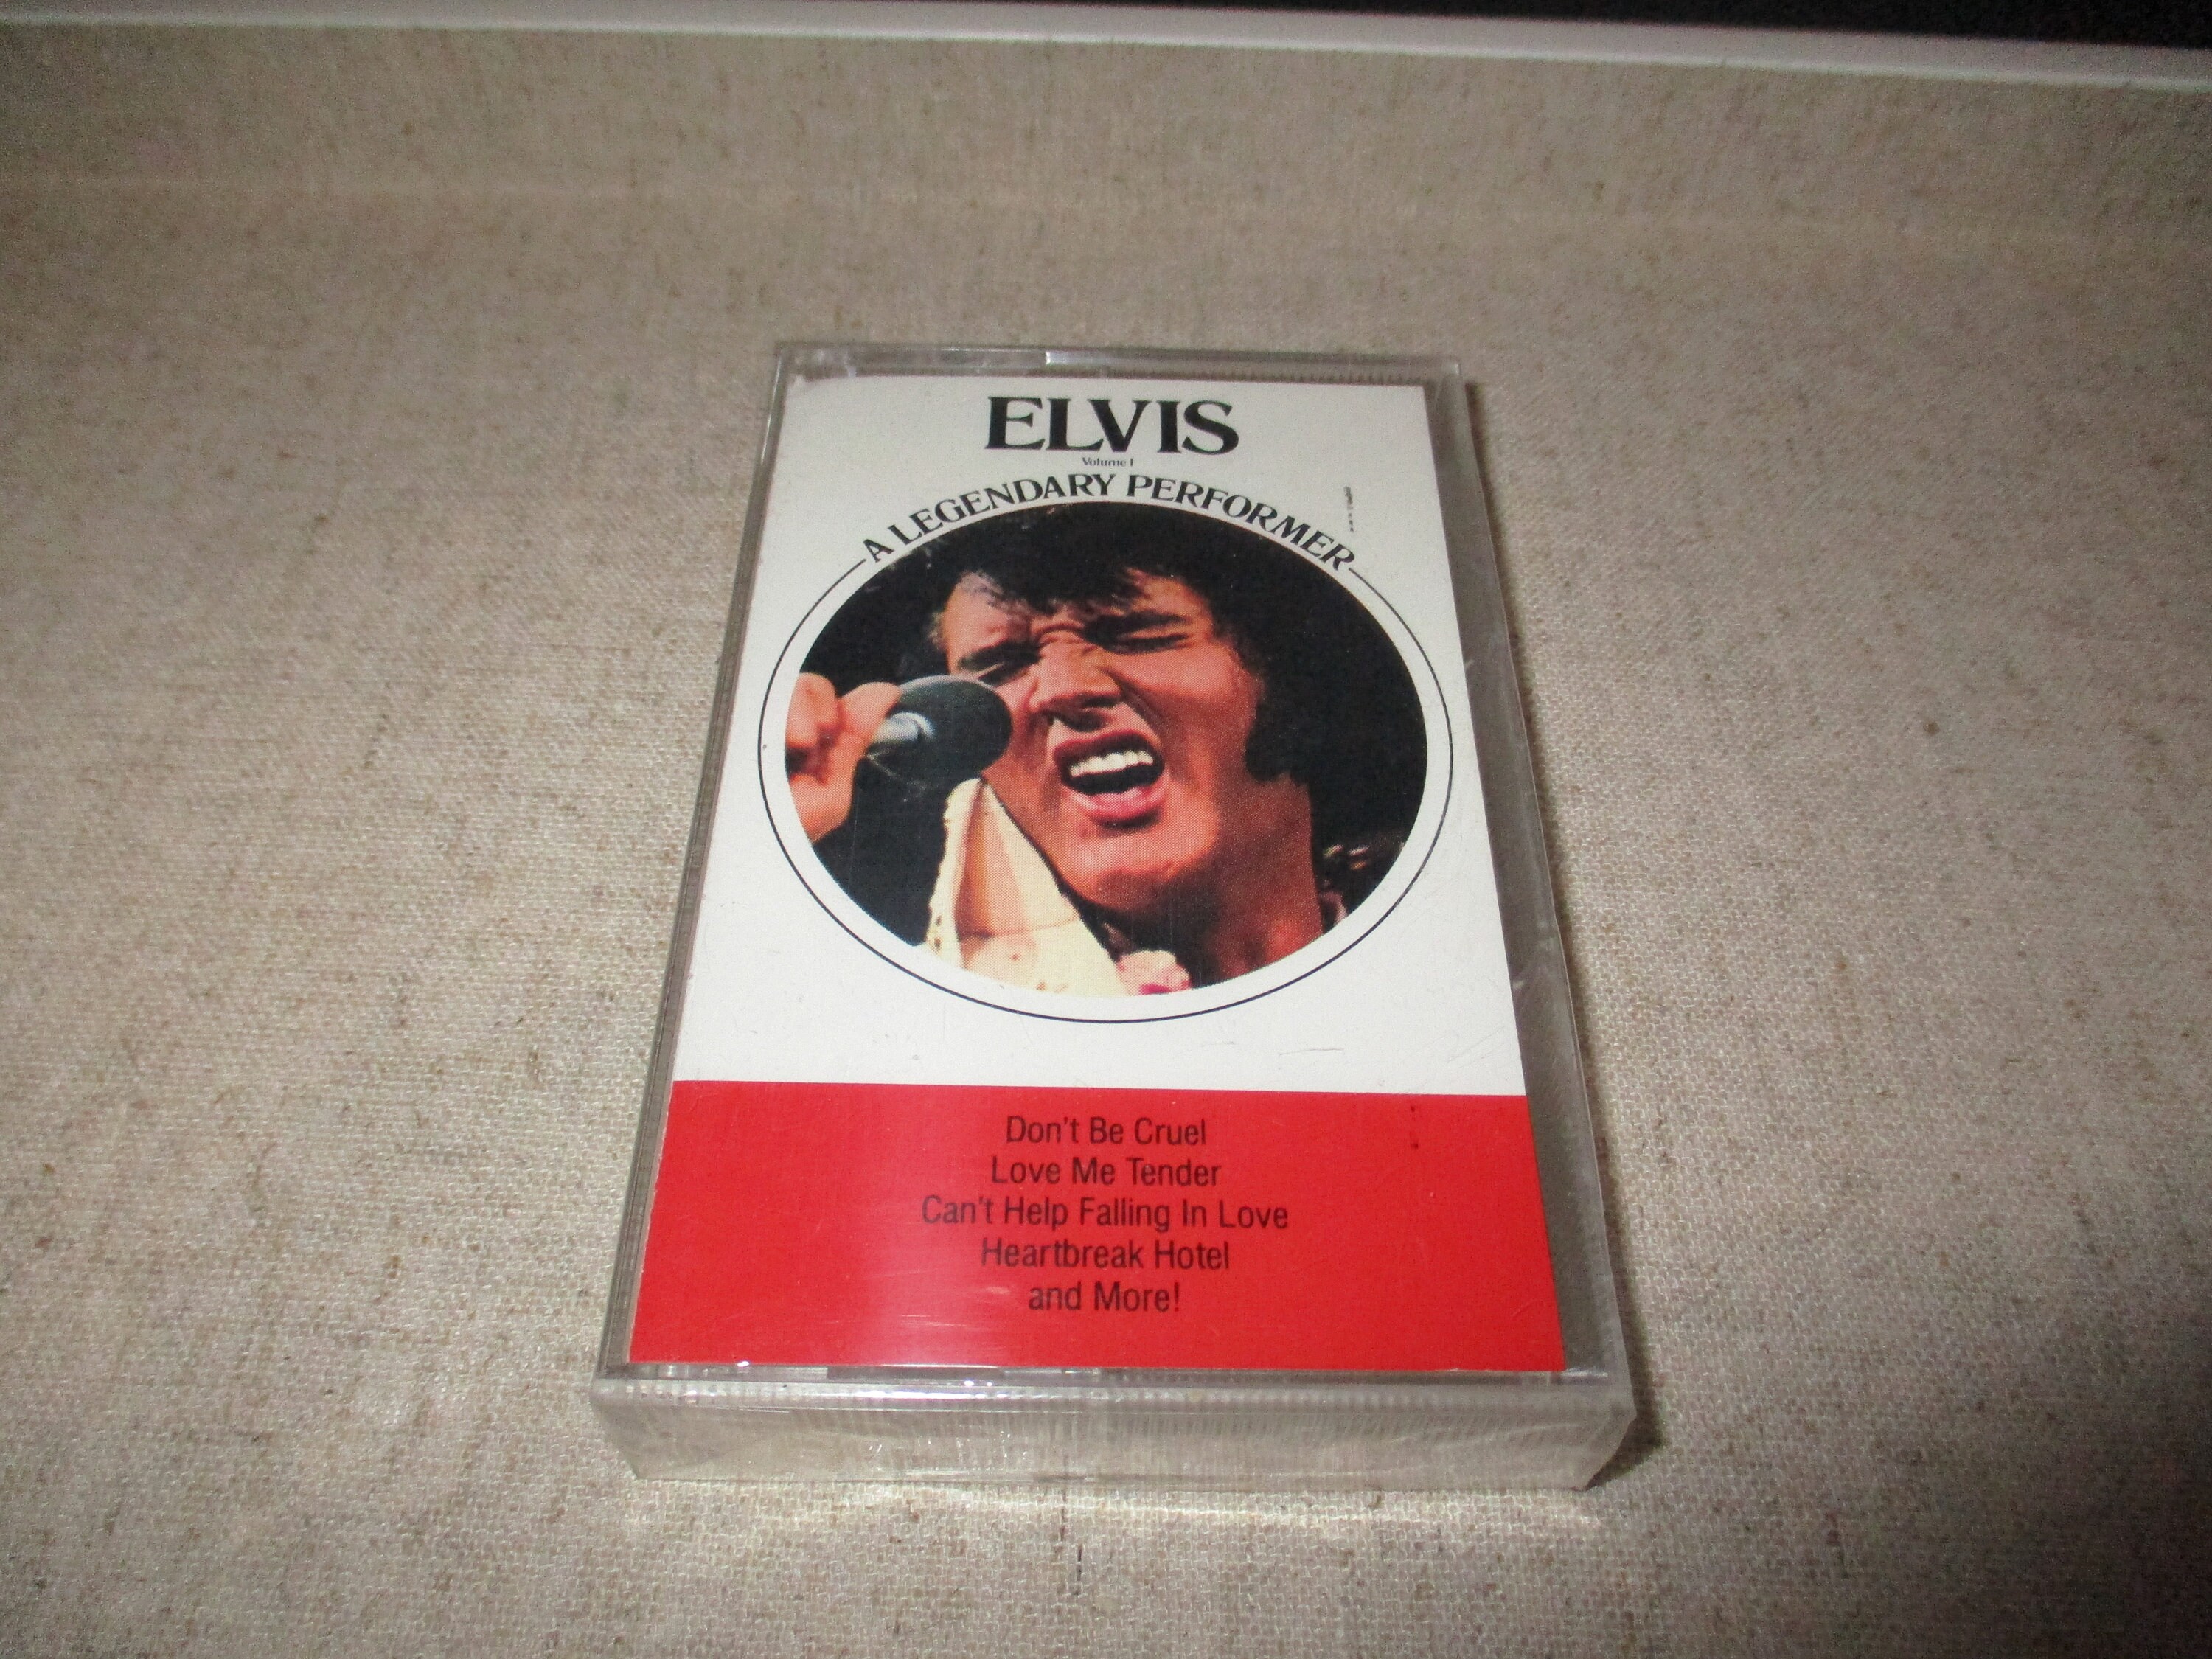 ELVIS
Volume 1
A LEGENDARY PERFORMER
Don't Be Cruel
Love Me Tender
Can't Help Falling In Love
Heartbreak Hotel
and More!